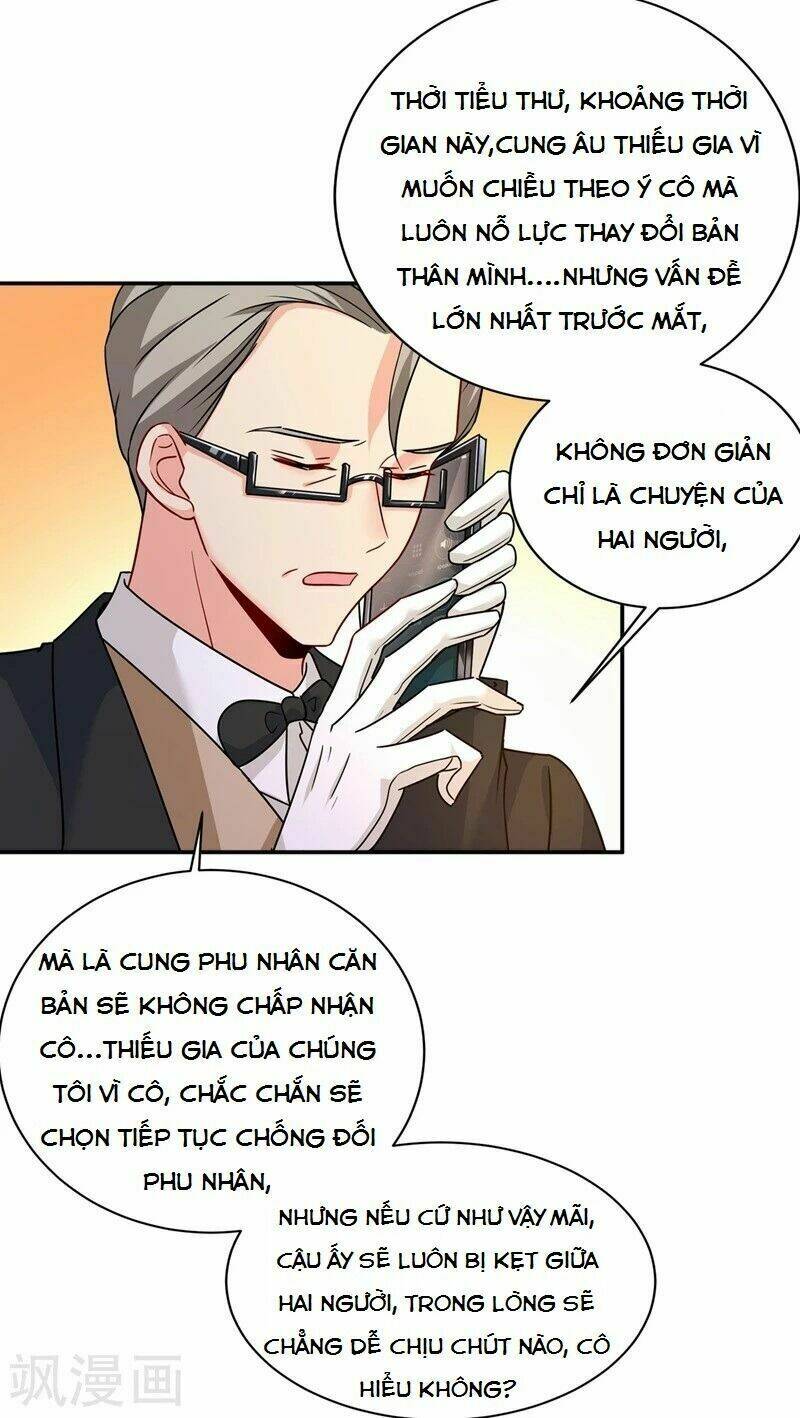 THỜI TIỂU THƯ, KHOẢNG THỜI
GIAN NÀY,CUNG ÂU THIẾU GIA VÌ
MUỐN CHIỀU THEO Ý CÔ MÀ
LUÔN NỖ LỰC THAY ĐỔI BẢN
THÂN MÌNH....NHƯNG VẤN ĐỀ
LỚN NHẤT TRƯỚC MẮT,
KHÔNG ĐƠN GIẢN
CHỈ LÀ CHUYỆN CỦA
HAI NGƯỜI,
MÀ LÀ CUNG PHU NHÂN CĂN
BẢN SẼ KHÔNG CHẤP NHẬN
CÔ...THIẾU GIA CỦA CHÚNG
TÔI VÌ CÔ, CHẮC CHẮN SẼ
CHỌN TIẾP TỤC CHỐNG ĐỐI
PHU NHÂN,
NHƯNG NẾU CỨ NHƯ VẬY MÃI,
CẬU ẤY SẼ LUÔN BỊ KẸT GIỮA
HAI NGƯỜI, TRONG LÒNG SẼ
CHẲNG DỄ CHỊU CHÚT NÀO, CÔ
HIỂU KHÔNG?
飒漫画